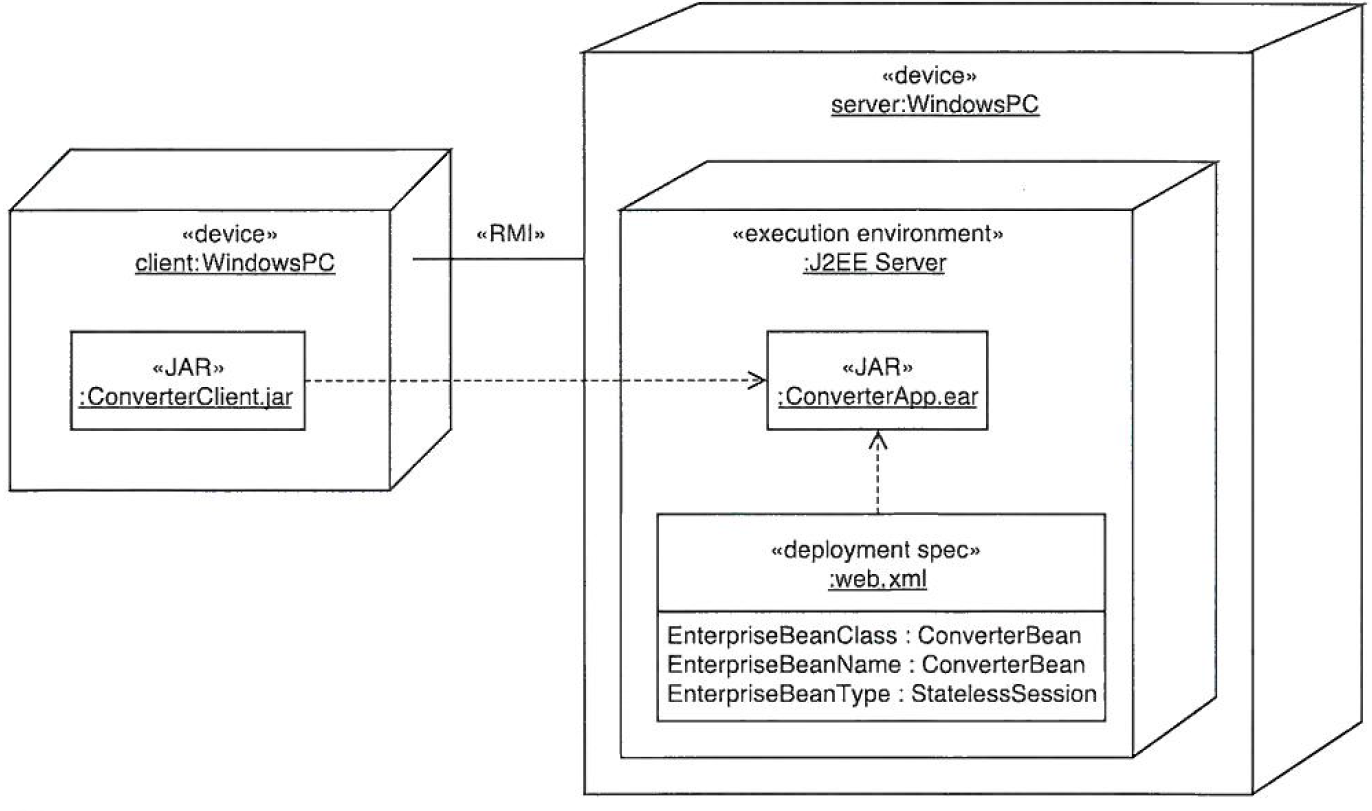 «device»
server:WindowsPC
«device»
client:WindowsPC
«RMI»
«execution environment»
:J2EE Server
«JAR»
:ConverterClient.jar
«JAR»
:ConverterApp.ear
«deployment spec»
:web.xml
EnterpriseBeanClass : ConverterBean
EnterpriseBeanName : ConverterBean
EnterpriseBeanType : StatelessSession